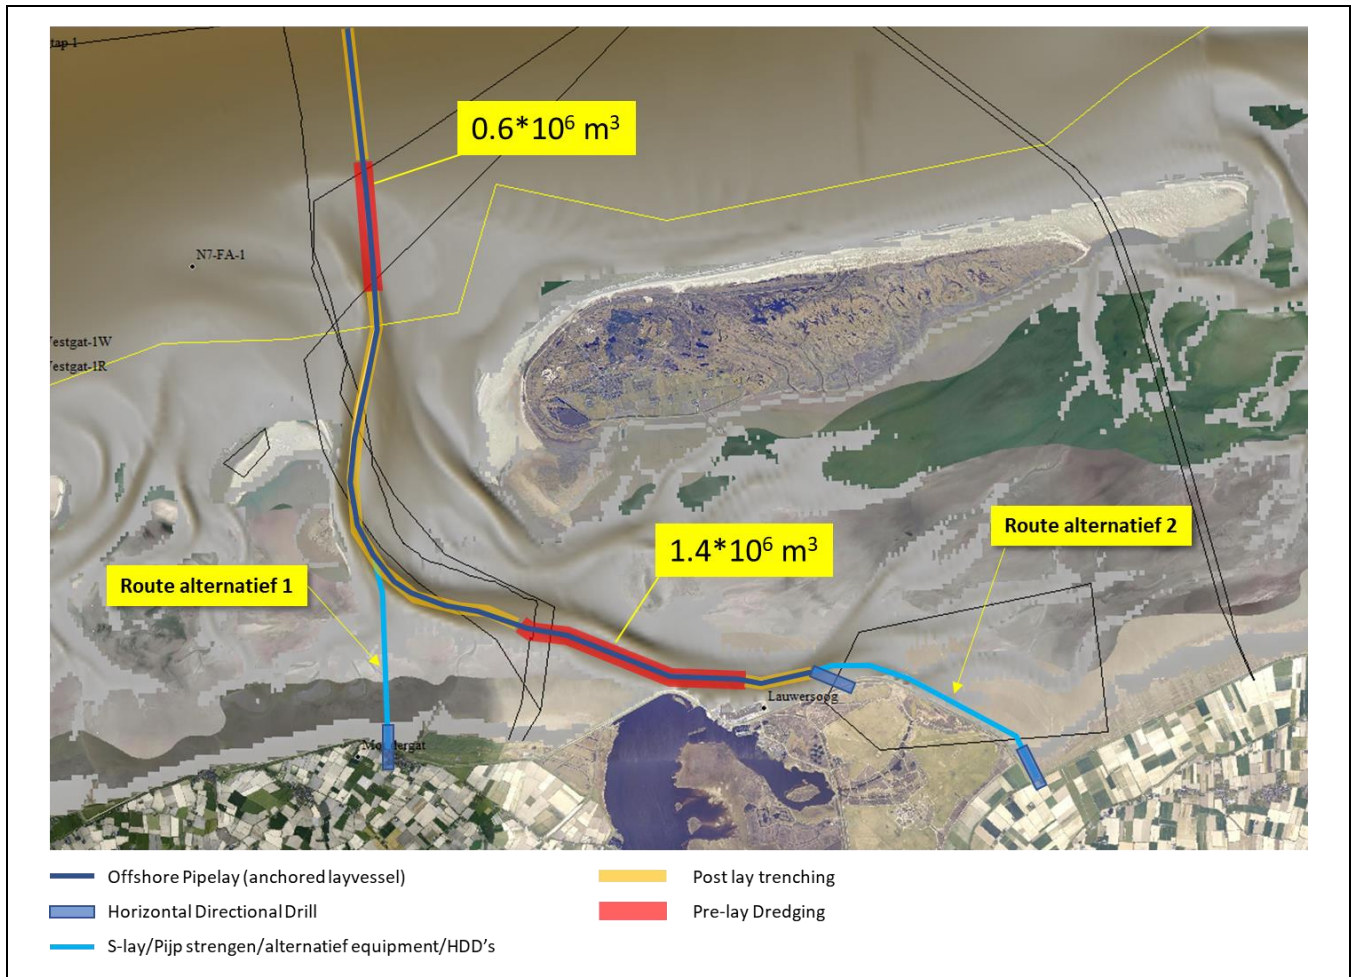 tap-1
0.6*10⁶ m³
N7-FA-1
estgat-1W
estgat-1R
1.4*10⁶ m³
Route alternatief 2
Route alternatief 1
Lauwersoog
Offshore Pipelay (anchored layvessel)
Post lay trenching
Horizontal Directional Drill
Pre-lay Dredging
S-lay/Pijp strengen/alternatief equipment/HDD's